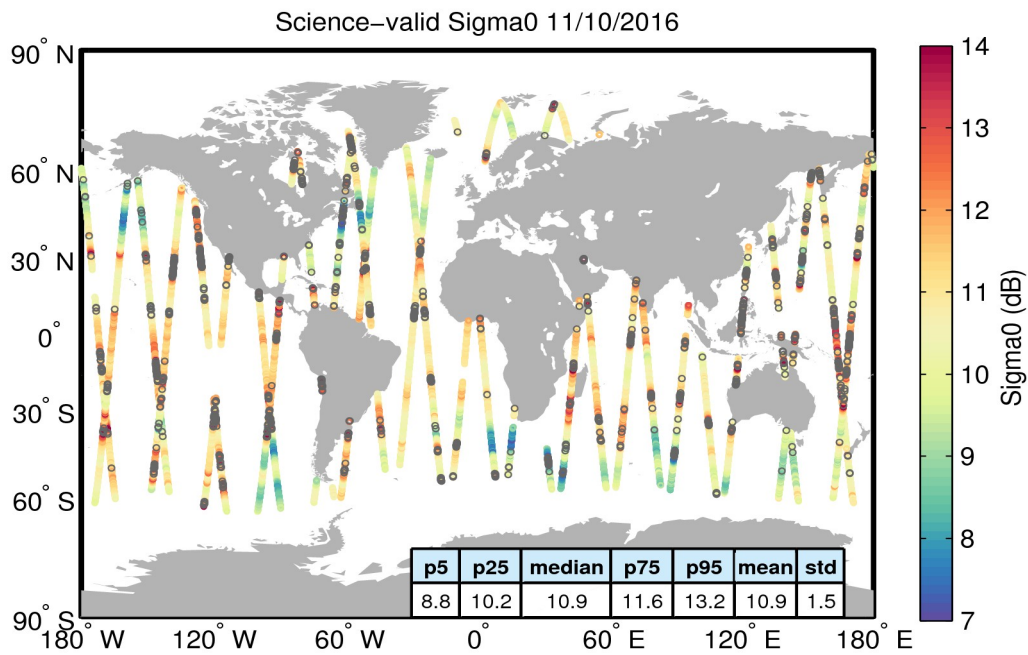 Science−valid Sigma0 11/10/2016
90° N
60° N
30° N
0°
30° S
60° S
90° S
180° W
120° W
60° W
0°
60° E
120° E
180° E
p5 p25 median p75 p95 mean std
8.8 10.2 10.9 11.6 13.2 10.9 1.5
14
13
12
11
10
9
8
7
Sigma0 (dB)